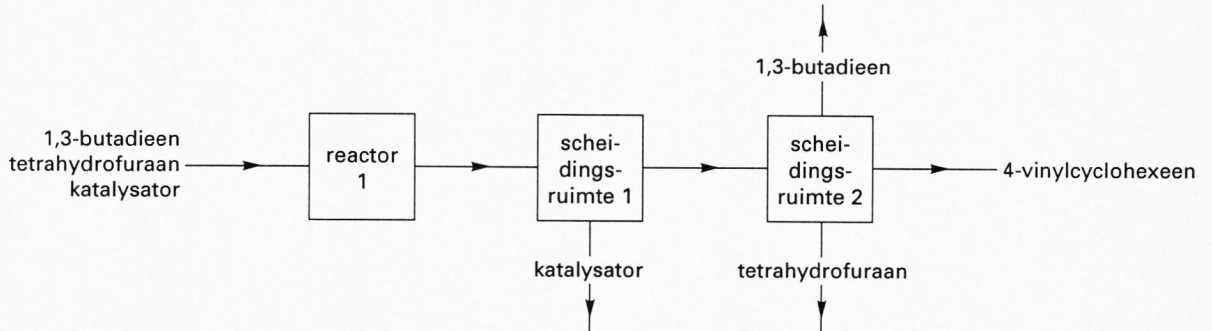 1,3-butadieen
1,3-butadieen
tetrahydrofuraan
katalysator
reactor
1
schei-
dings-
ruimte 1
schei-
dings-
ruimte 2
4-vinylcyclohexeen
katalysator
tetrahydrofuraan